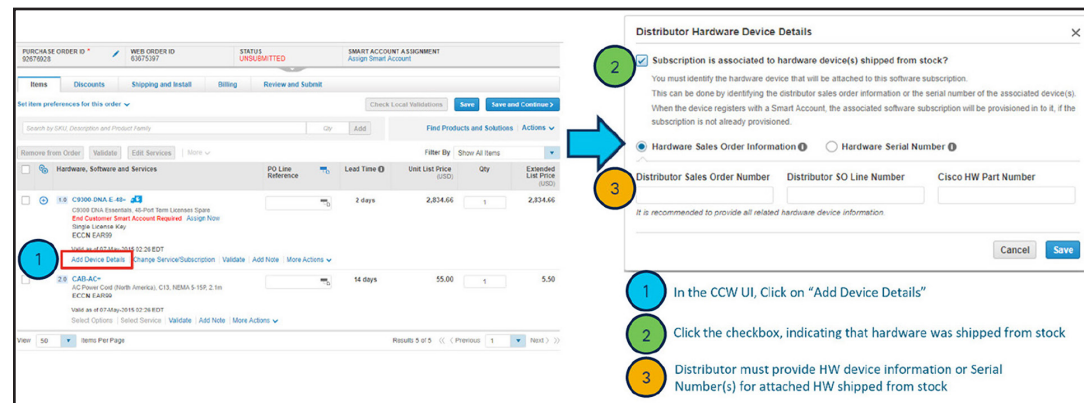 PURCHASE ORDER ID *
92676928
WEB ORDER ID
63875397
STATUS
UNSUBMITTED
SMART ACCOUNT ASSIGNMENT
Assign Smart Account
Items Discounts Shipping and Install Billing Review and Submit
Set item preferences for this order
Check Local Validations Save Save and Continue >
Search by SKU, Description and Product Family Qty Add Find Products and Solutions Actions
Remove from Order Validate Edit Services More Filter By Show All Items
Hardware, Software and Services PO Line Reference Lead Time Unit List Price (USD) Qty Extended List Price (USD)
1.0 C9300-DNA-E-48= 2 days 2,834.66 1 2,834.66
C9300 DNA Essentials, 48-Port Term Licenses Spare
End Customer Smart Account Required Assign Now
Single License Key
ECCN EAR99
Valid as of 07-May-2015 02:28 EDT
1
Add Device Details Change Service/Subscription Validate Add Note More Actions
2.0 CAB-AC= 14 days 55.00 1 5.50
AC Power Cord (North America), C13, NEMA 5-15P, 2.1m
ECCN EAR99
Valid as of 07-May-2015 02:28 EDT
Select Options Select Service Validate Add Note More Actions
View 50 Items Per Page Results 5 of 5 Previous 1 Next
Distributor Hardware Device Details
2
Subscription is associated to hardware device(s) shipped from stock?
You must identify the hardware device that will be attached to this software subscription.
This can be done by identifying the distributor sales order information or the serial number of the associated device(s).
When the device registers with a Smart Account, the associated software subscription will be provisioned in to it, if the
subscription is not already provisioned.
Hardware Sales Order Information Hardware Serial Number
3
Distributor Sales Order Number Distributor SO Line Number Cisco HW Part Number
It is recommended to provide all related hardware device information.
Cancel Save
1 In the CCW UI, Click on “Add Device Details”
2 Click the checkbox, indicating that hardware was shipped from stock
3 Distributor must provide HW device information or Serial
Number(s) for attached HW shipped from stock